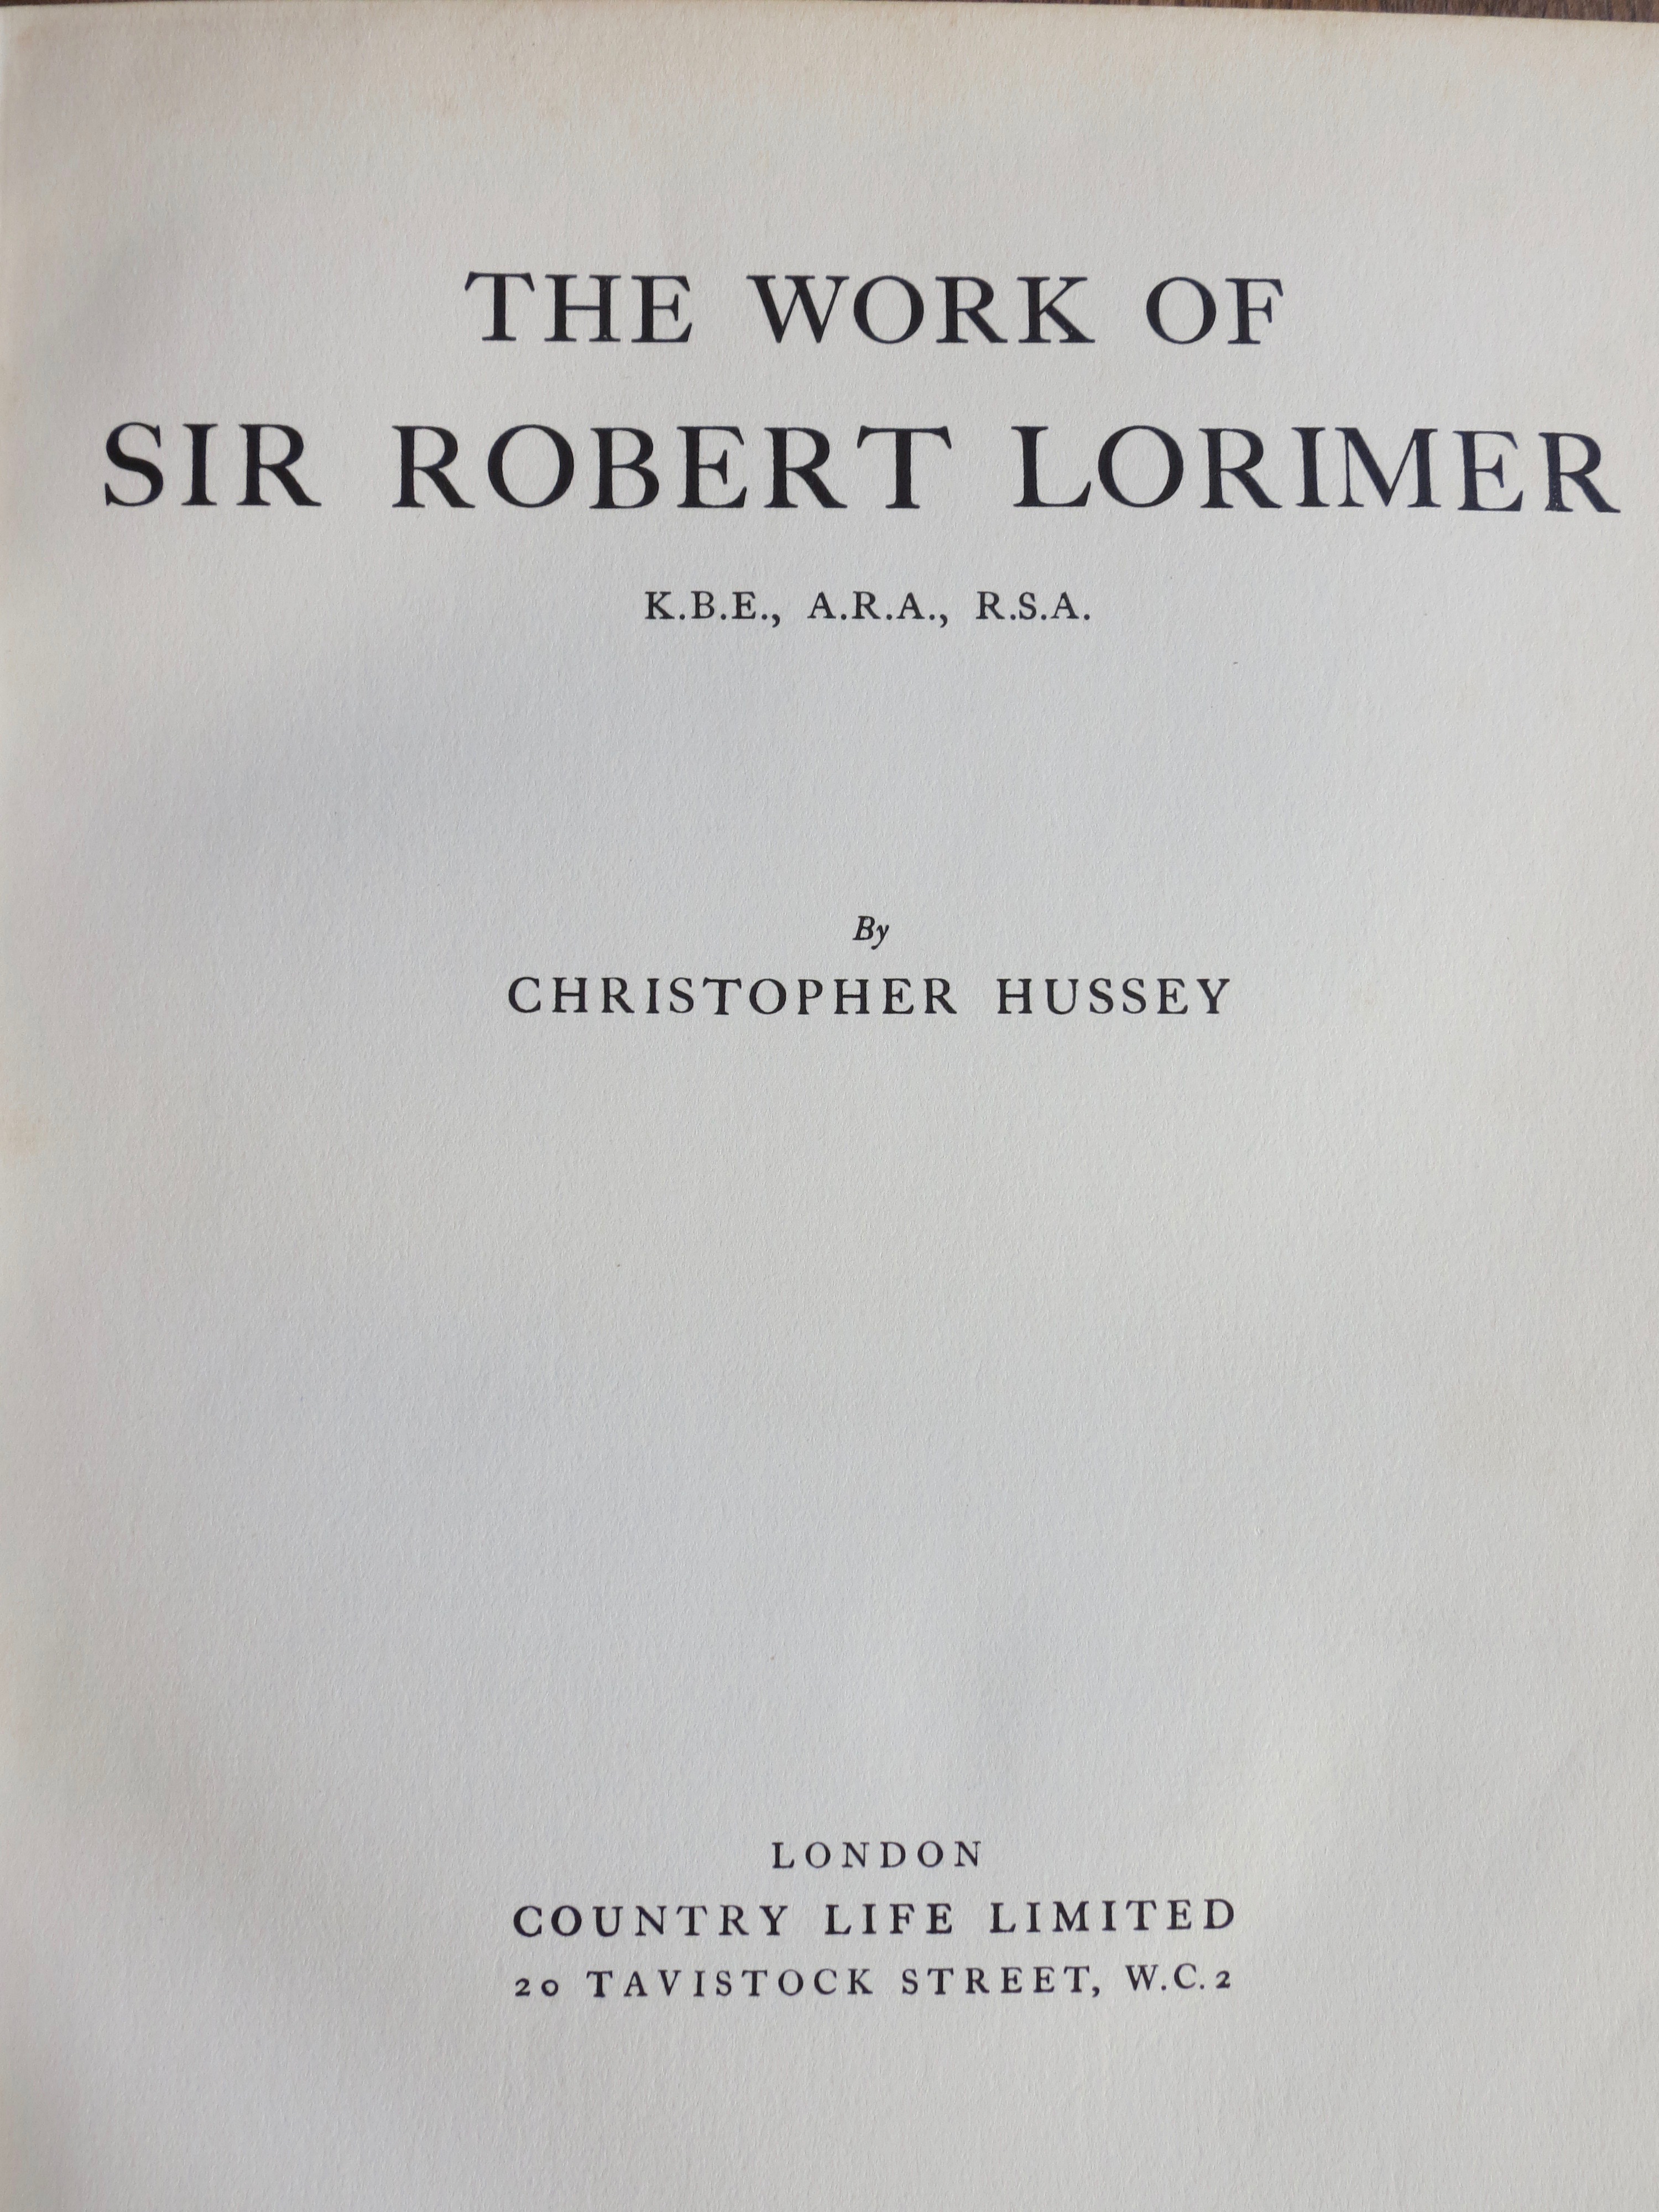 THE WORK OF
SIR ROBERT LORIMER
K.B.E., A.R.A., R.S.A.
By
CHRISTOPHER HUSSEY
LONDON
COUNTRY LIFE LIMITED
20 TAVISTOCK STREET, W.C.2